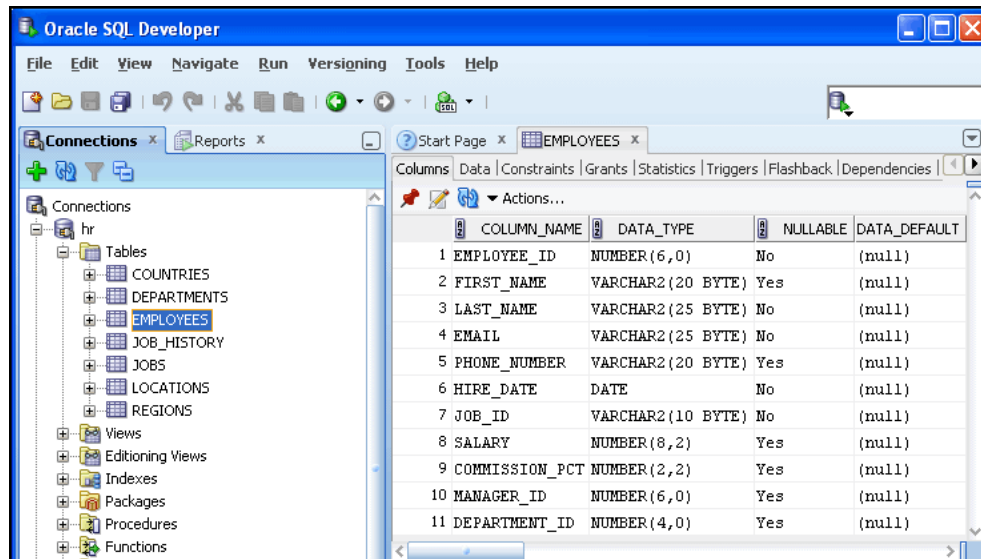 Oracle SQL Developer
File Edit View Navigate Run Versioning Tools Help
SQL
Connections x Reports x
Start Page x EMPLOYEES x
Columns Data Constraints Grants Statistics Triggers Flashback Dependencies
Actions...
Connections
hr
Tables
COUNTRIES
DEPARTMENTS
EMPLOYEES
JOB_HISTORY
JOBS
LOCATIONS
REGIONS
Views
Editioning Views
Indexes
Packages
Procedures
Functions
COLUMN_NAME DATA_TYPE NULLABLE DATA_DEFAULT
1 EMPLOYEE_ID NUMBER(6,0) No (null)
2 FIRST_NAME VARCHAR2(20 BYTE) Yes (null)
3 LAST_NAME VARCHAR2(25 BYTE) No (null)
4 EMAIL VARCHAR2(25 BYTE) No (null)
5 PHONE_NUMBER VARCHAR2(20 BYTE) Yes (null)
6 HIRE_DATE DATE No (null)
7 JOB_ID VARCHAR2(10 BYTE) No (null)
8 SALARY NUMBER(8,2) Yes (null)
9 COMMISSION_PCT NUMBER(2,2) Yes (null)
10 MANAGER_ID NUMBER(6,0) Yes (null)
11 DEPARTMENT_ID NUMBER(4,0) Yes (null)